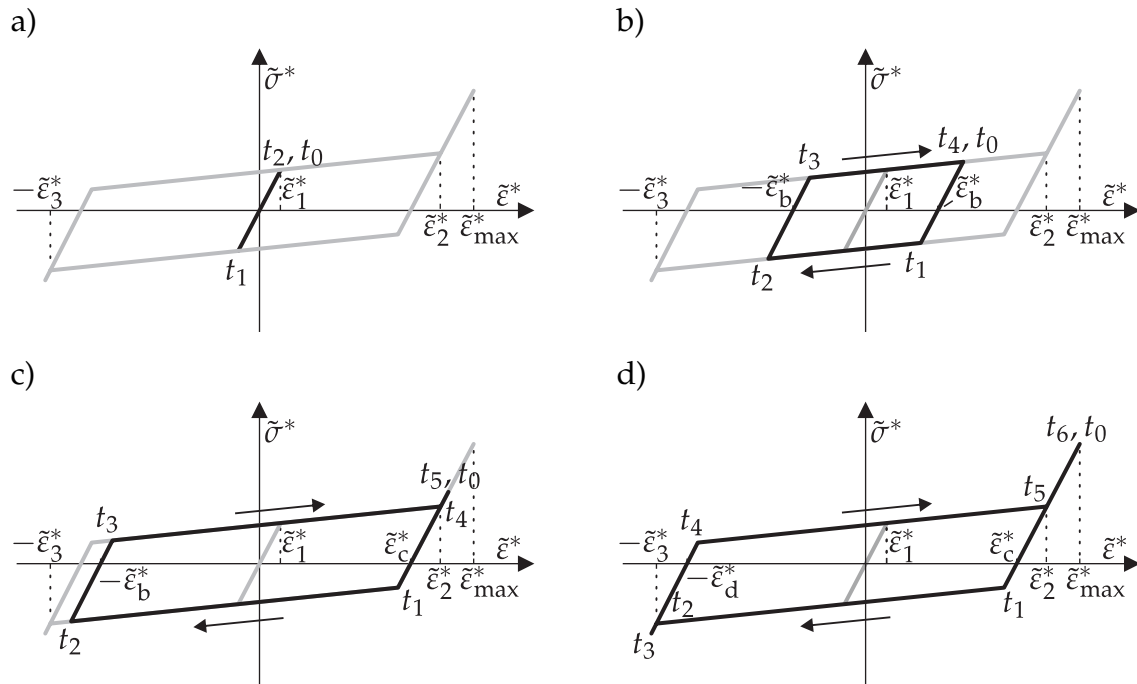 a)
σ̃*
t₂, t₀
−ε̃₃*
ε̃₁*
ε̃*
ε̃₂*
ε̃*max
t₁
b)
σ̃*
t₄, t₀
t₃
−ε̃₃*
−ε̃b*
ε̃₁*
ε̃b*
ε̃*
ε̃₂*
ε̃*max
t₁
t₂
c)
σ̃*
t₅, t₀
t₃
t₄
−ε̃₃*
ε̃₁*
ε̃c*
ε̃*
−ε̃b*
ε̃₂*
ε̃*max
t₁
t₂
d)
σ̃*
t₆, t₀
t₅
t₄
−ε̃₃*
ε̃₁*
ε̃c*
ε̃*
−ε̃d*
ε̃₂*
ε̃*max
t₂
t₁
t₃